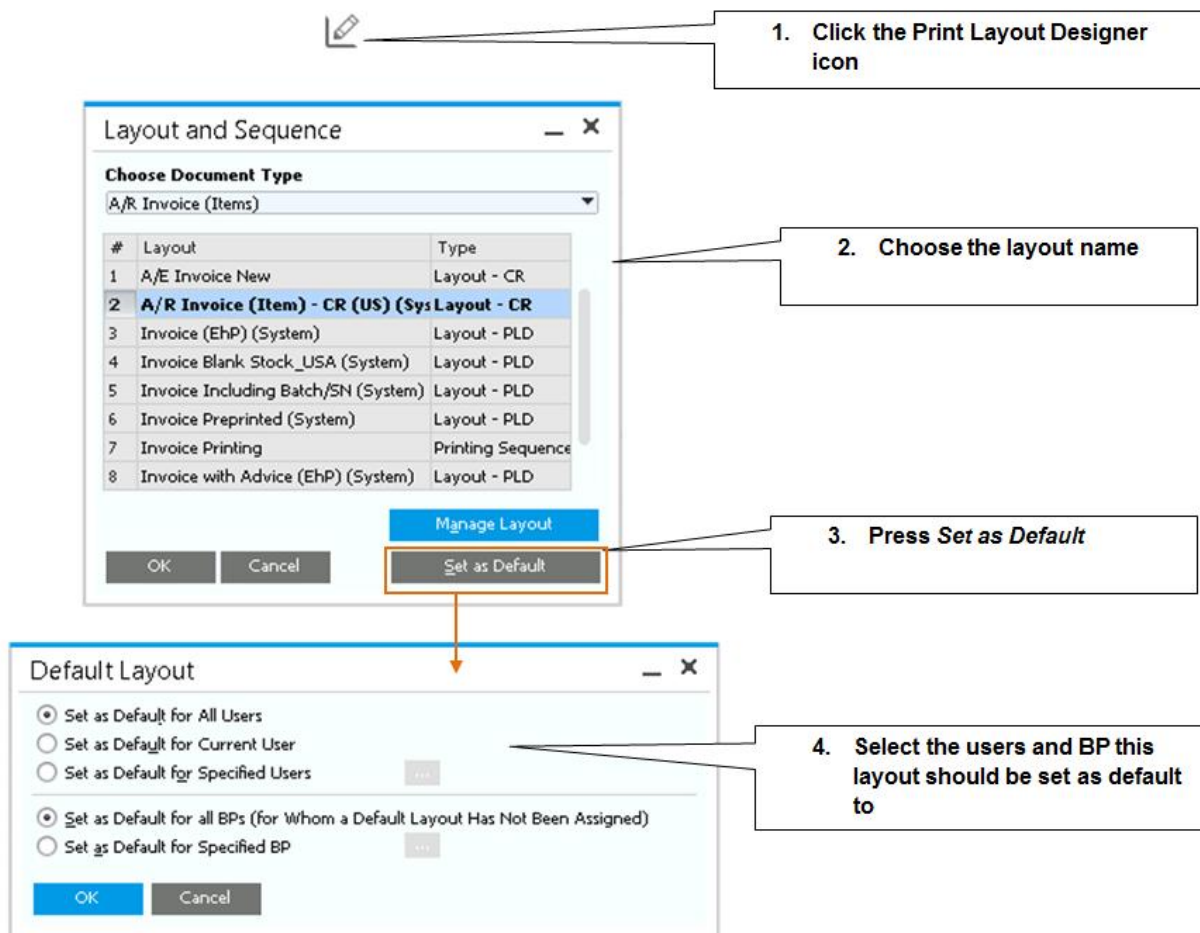 1. Click the Print Layout Designer
icon
Layout and Sequence
Choose Document Type
A/R Invoice (Items)
# Layout Type
1 A/E Invoice New Layout - CR
2 A/R Invoice (Item) - CR (US) (Sys Layout - CR
3 Invoice (EhP) (System) Layout - PLD
4 Invoice Blank Stock_USA (System) Layout - PLD
5 Invoice Including Batch/SN (System) Layout - PLD
6 Invoice Preprinted (System) Layout - PLD
7 Invoice Printing Printing Sequence
8 Invoice with Advice (EhP) (System) Layout - PLD
2. Choose the layout name
Manage Layout
OK Cancel Set as Default
3. Press Set as Default
Default Layout
Set as Default for All Users
Set as Default for Current User
Set as Default for Specified Users ...
Set as Default for all BPs (for Whom a Default Layout Has Not Been Assigned)
Set as Default for Specified BP ...
OK Cancel
4. Select the users and BP this
layout should be set as default
to